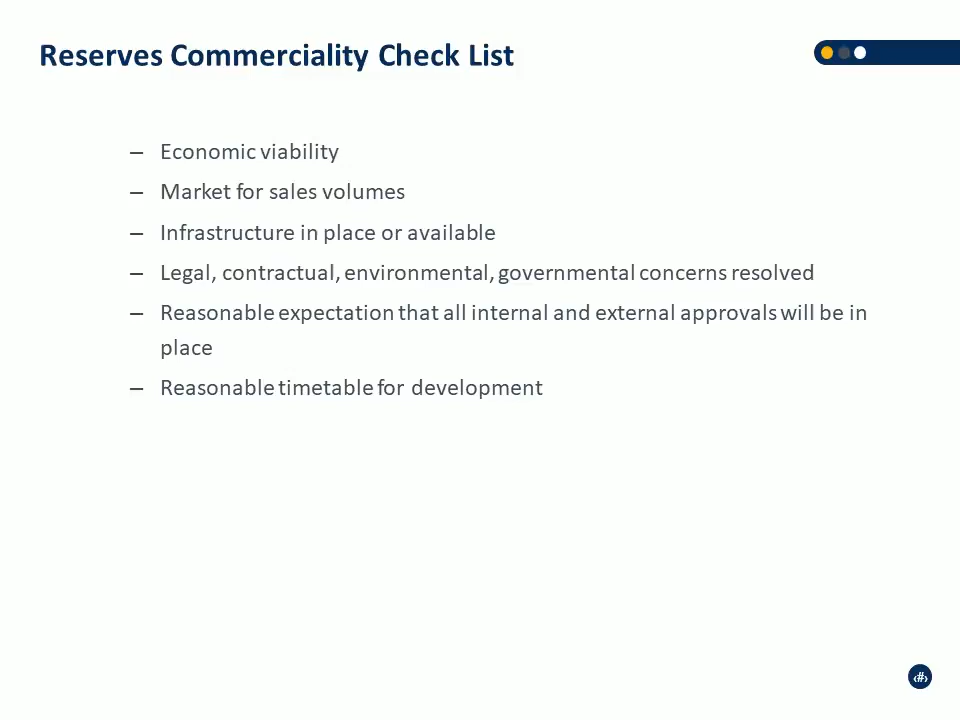 Reserves Commerciality Check List
– Economic viability
– Market for sales volumes
– Infrastructure in place or available
– Legal, contractual, environmental, governmental concerns resolved
– Reasonable expectation that all internal and external approvals will be in
place
– Reasonable timetable for development
‹#›